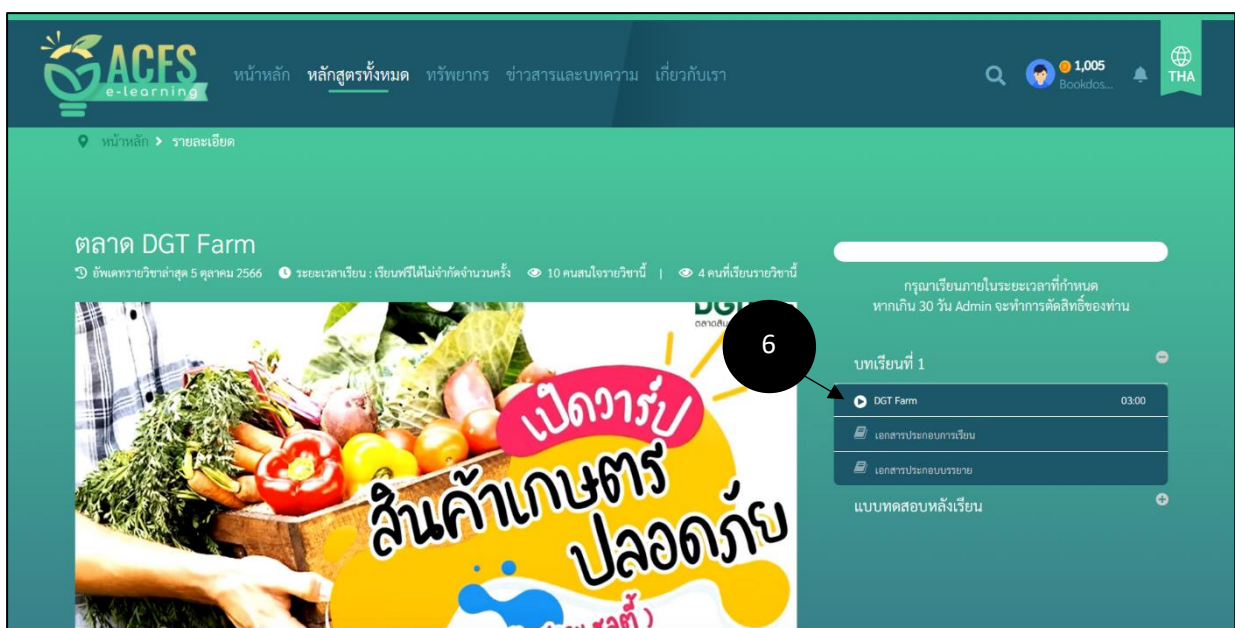 ACFS
e-learning
หน้าหลัก หลักสูตรทั้งหมด ทรัพยากร ข่าวสารและบทความ เกี่ยวกับเรา
1,005
Bookdos...
THA
หน้าหลัก > รายละเอียด
ตลาด DGT Farm
อัพเดทรายวิชาล่าสุด 5 ตุลาคม 2566 ระยะเวลาเรียน : เรียนฟรีได้ไม่จำกัดจำนวนครั้ง 10 คนสนใจรายวิชานี้ | 4 คนที่เรียนรายวิชานี้
เปิดวาร์ป
สินค้าเกษตร
ปลอดภัย
กรุณาเรียนภายในระยะเวลาที่กำหนด
หากเกิน 30 วัน Admin จะทำการตัดสิทธิ์ของท่าน
6
บทเรียนที่ 1
DGT Farm 03:00
เอกสารประกอบการเรียน
เอกสารประกอบบรรยาย
แบบทดสอบหลังเรียน